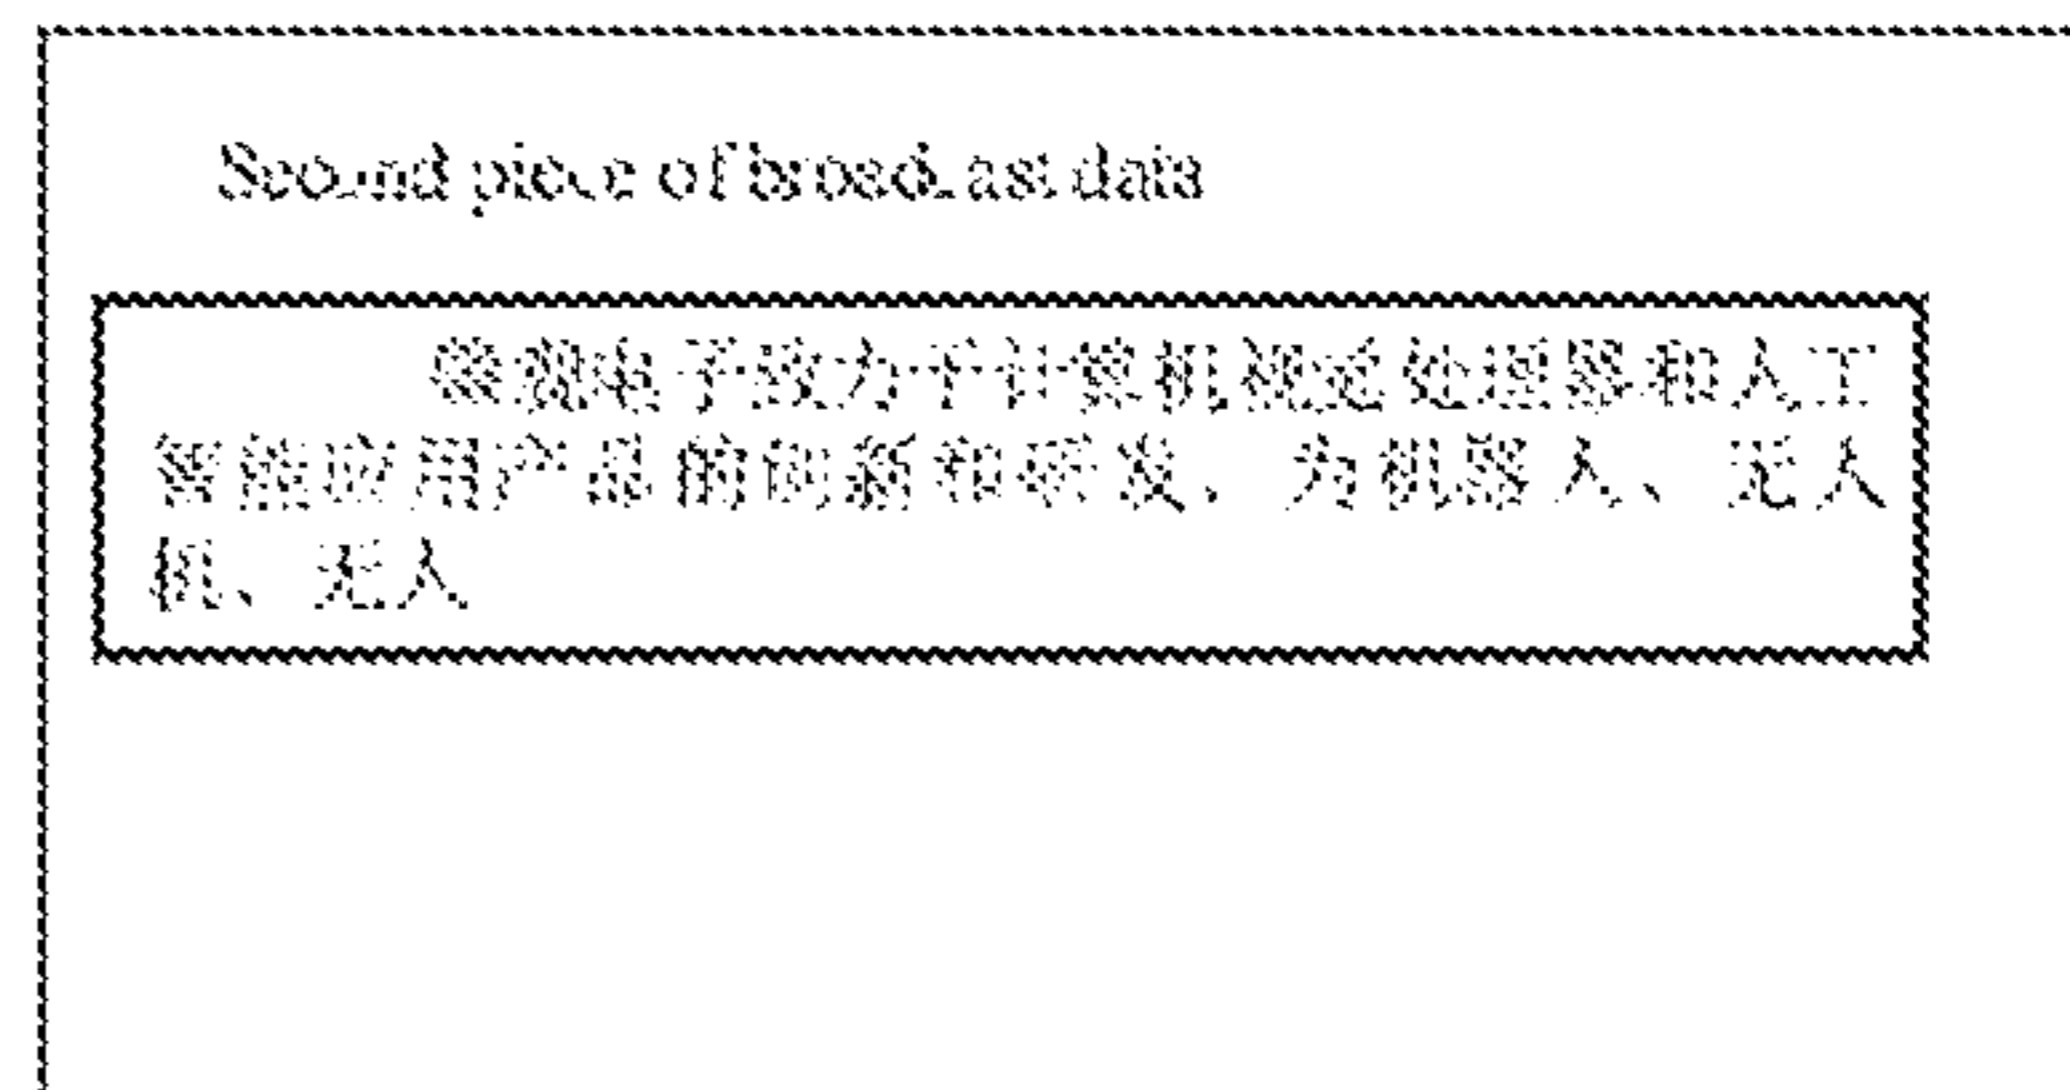 Second piece of broadcast data
电子致力于计算机视觉处理器和人工
智能应用产品的创新和研发，为机器人、无人
机、无人